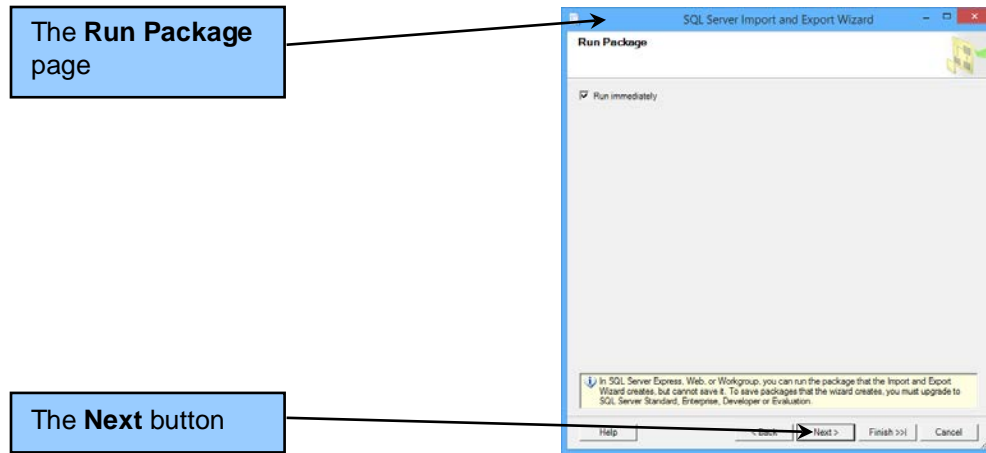 The Run Package
page
SQL Server Import and Export Wizard
Run Package
Run immediately
In SQL Server Express, Web, or Workgroup, you can run the package that the Import and Export
Wizard creates, but cannot save it. To save packages that the wizard creates, you must upgrade to
SQL Server Standard, Enterprise, Developer or Evaluation.
The Next button
Help
< Back
Next >
Finish >>|
Cancel